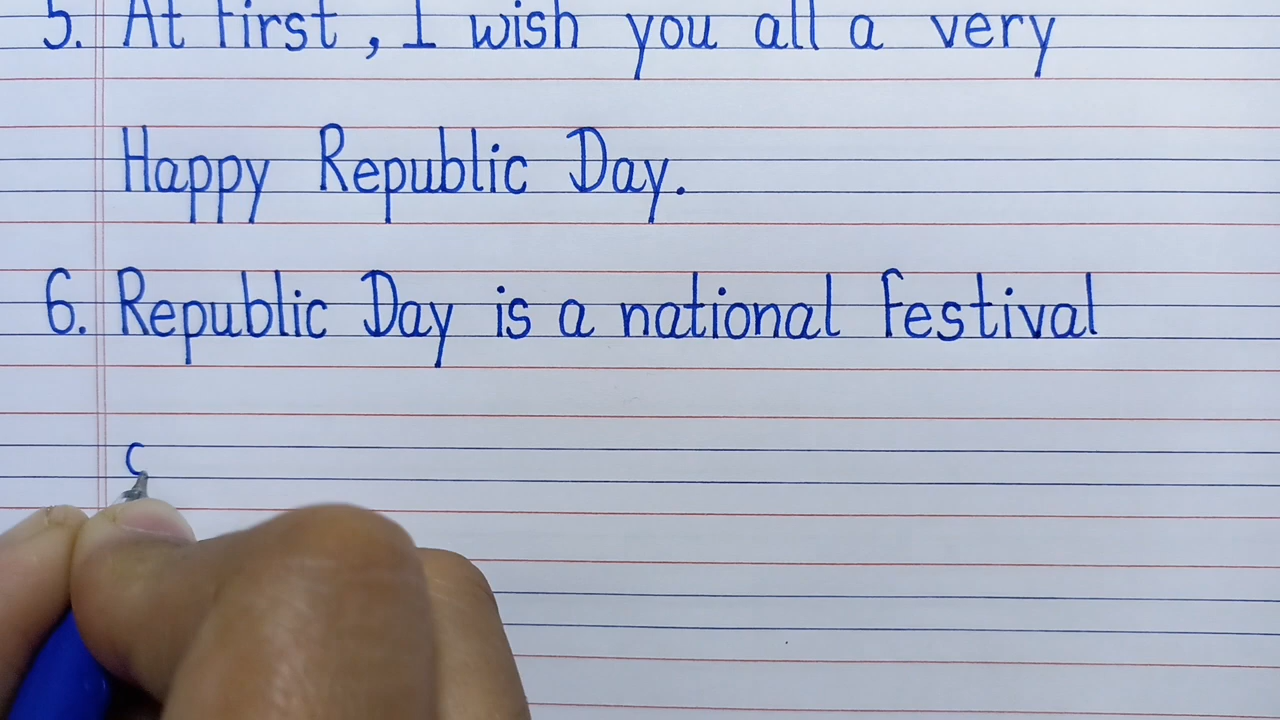 5. At first, I wish you all a very
Happy Republic Day.
6. Republic Day is a national festival